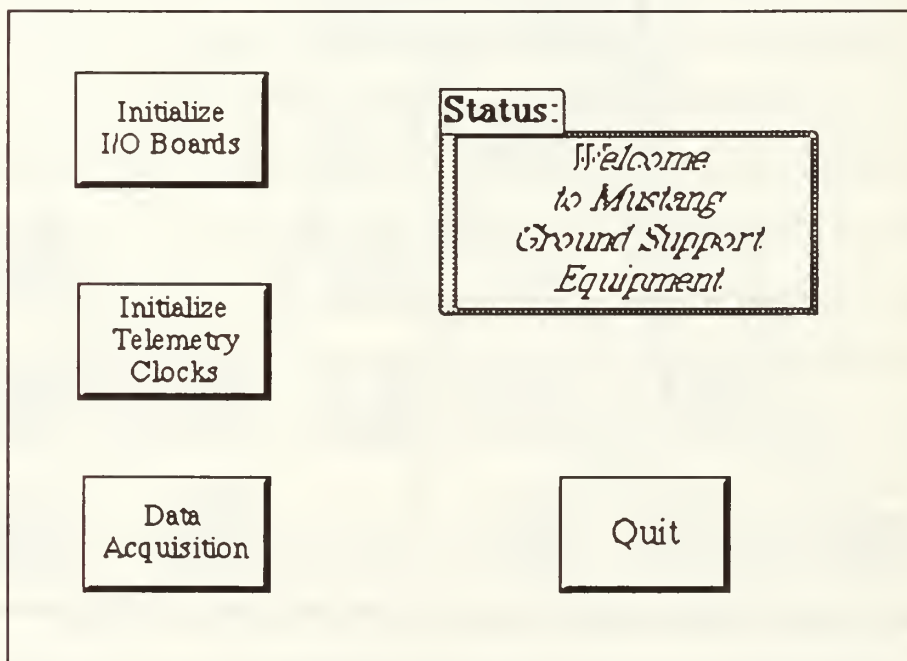 Initialize
I/O Boards
Status:
Welcome
to Mustang
Ground Support
Equipment
Initialize
Telemetry
Clocks
Data
Acquisition
Quit